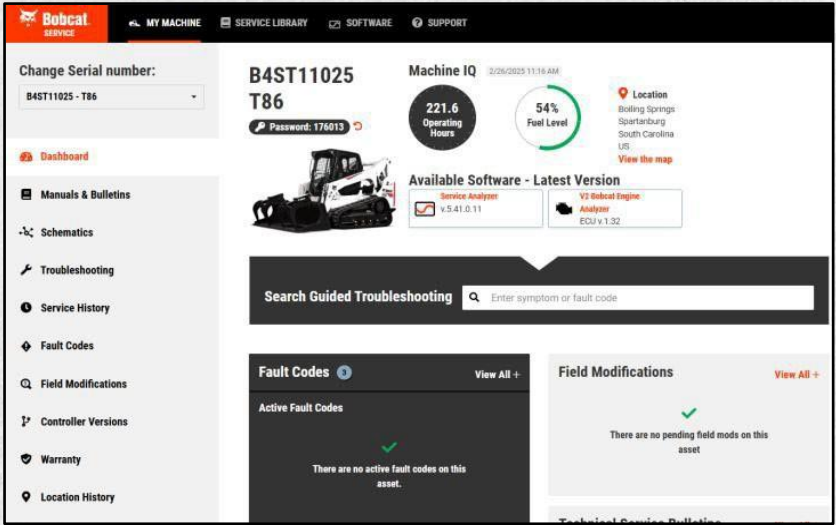 Bobcat.
SERVICE
MY MACHINE
SERVICE LIBRARY
SOFTWARE
SUPPORT
Change Serial number:
B4ST11025 - T86
Dashboard
Manuals & Bulletins
Schematics
Troubleshooting
Service History
Fault Codes
Field Modifications
Controller Versions
Warranty
Location History
B4ST11025
T86
Password: 176013
Machine IQ 2/26/2025 11:16 AM
221.6
Operating
Hours
54%
Fuel Level
Location
Boiling Springs
Spartanburg
South Carolina
US
View the map
Available Software - Latest Version
Service Analyzer
v.5.41.0.11
V2 Bobcat Engine
Analyzer
ECU v.1.32
Search Guided Troubleshooting
Enter symptom or fault code
Fault Codes 3
View All +
Active Fault Codes
There are no active fault codes on this
asset.
Field Modifications
View All +
There are no pending field mods on this
asset
Technical Service Bulletins